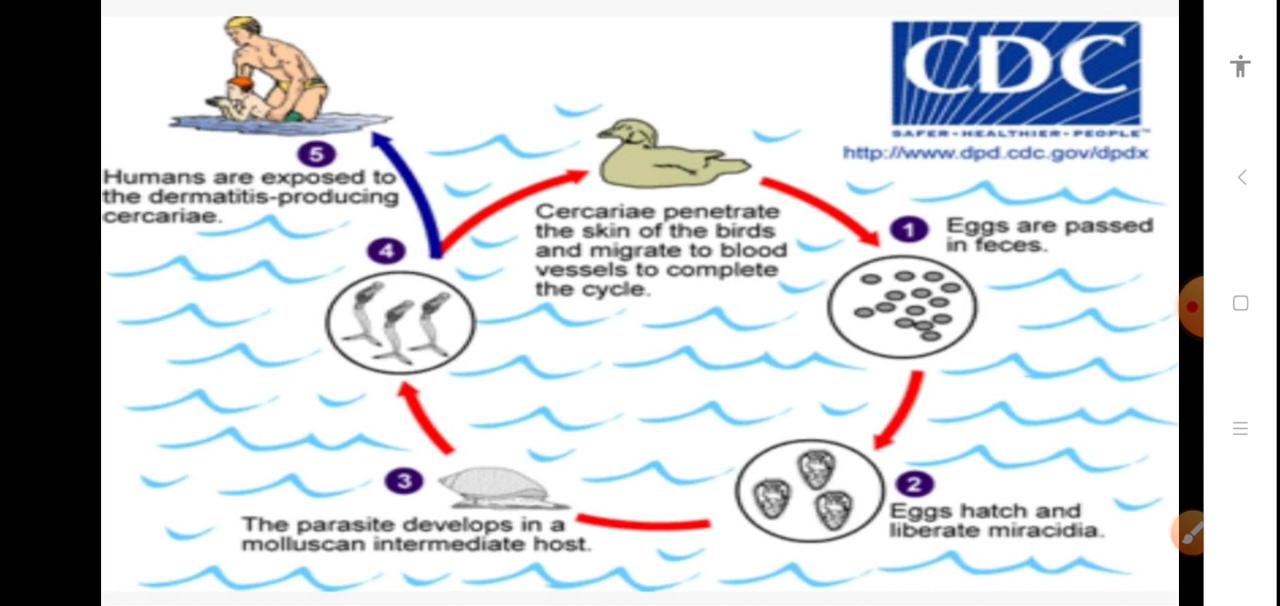 CDC
SAFER·HEALTHIER·PEOPLE™
http://www.dpd.cdc.gov/dpdx
5
Humans are exposed to
the dermatitis-producing
cercariae.
Cercariae penetrate
the skin of the birds
and migrate to blood
vessels to complete
the cycle.
1
Eggs are passed
in feces.
4
3
The parasite develops in a
molluscan intermediate host.
2
Eggs hatch and
liberate miracidia.